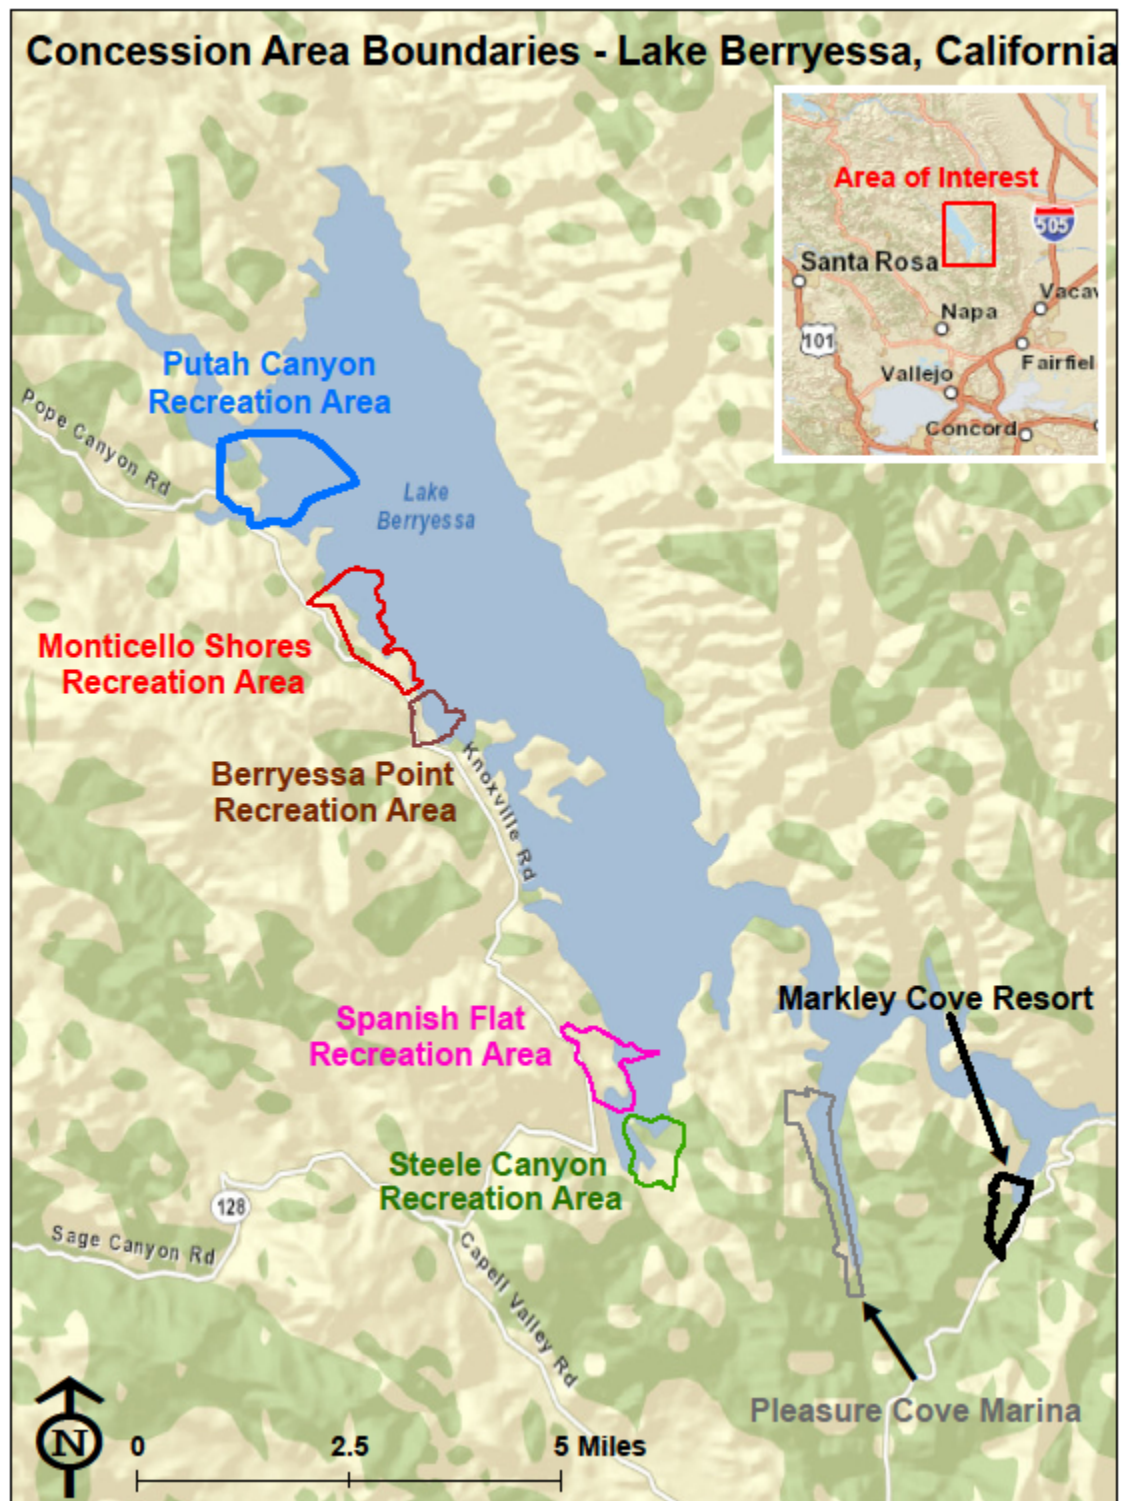 Concession Area Boundaries - Lake Berryessa, California
Area of Interest
505
Santa Rosa
Vacav
Napa
101
Fairfiel
Vallejo
Concord
Putah Canyon
Recreation Area
Pope Canyon Rd
Lake
Berryessa
Monticello Shores
Recreation Area
Berryessa Point
Recreation Area
Knoxville Rd
Markley Cove Resort
Spanish Flat
Recreation Area
Steele Canyon
Recreation Area
128
Sage Canyon Rd
Capell Valley Rd
Pleasure Cove Marina
N
0 2.5 5 Miles